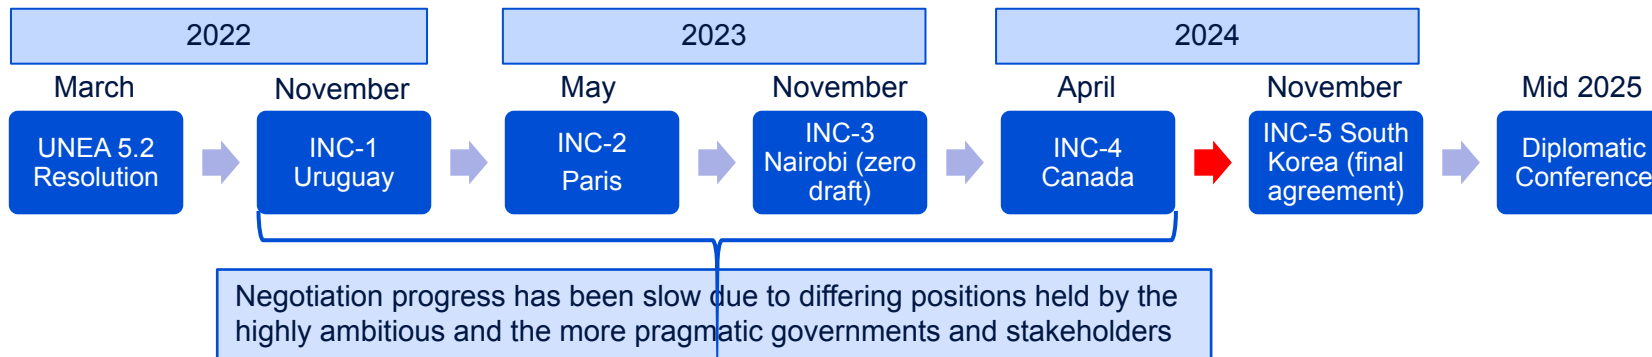 2022
2023
2024
March
November
May
November
April
November
Mid 2025
UNEA 5.2
Resolution
INC-1
Uruguay
INC-2
Paris
INC-3
Nairobi (zero
draft)
INC-4
Canada
INC-5 South
Korea (final
agreement)
Diplomatic
Conference
Negotiation progress has been slow due to differing positions held by the
highly ambitious and the more pragmatic governments and stakeholders